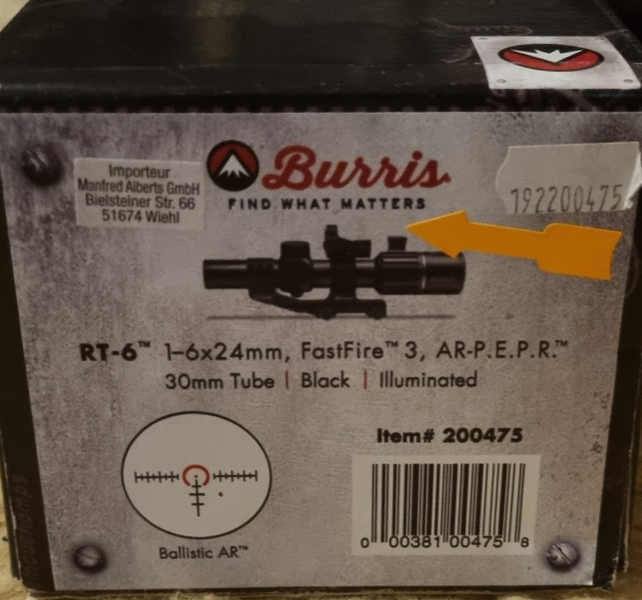 Importeur
Manfred Alberts GmbH
Bielsteiner Str. 66
51674 Wiehl
Burris
FIND WHAT MATTERS
192200475
RT-6™ 1–6x24mm, FastFire™ 3, AR-P.E.P.R.™
30mm Tube | Black | Illuminated
Item# 200475
0 00381 00475 8
Ballistic AR™